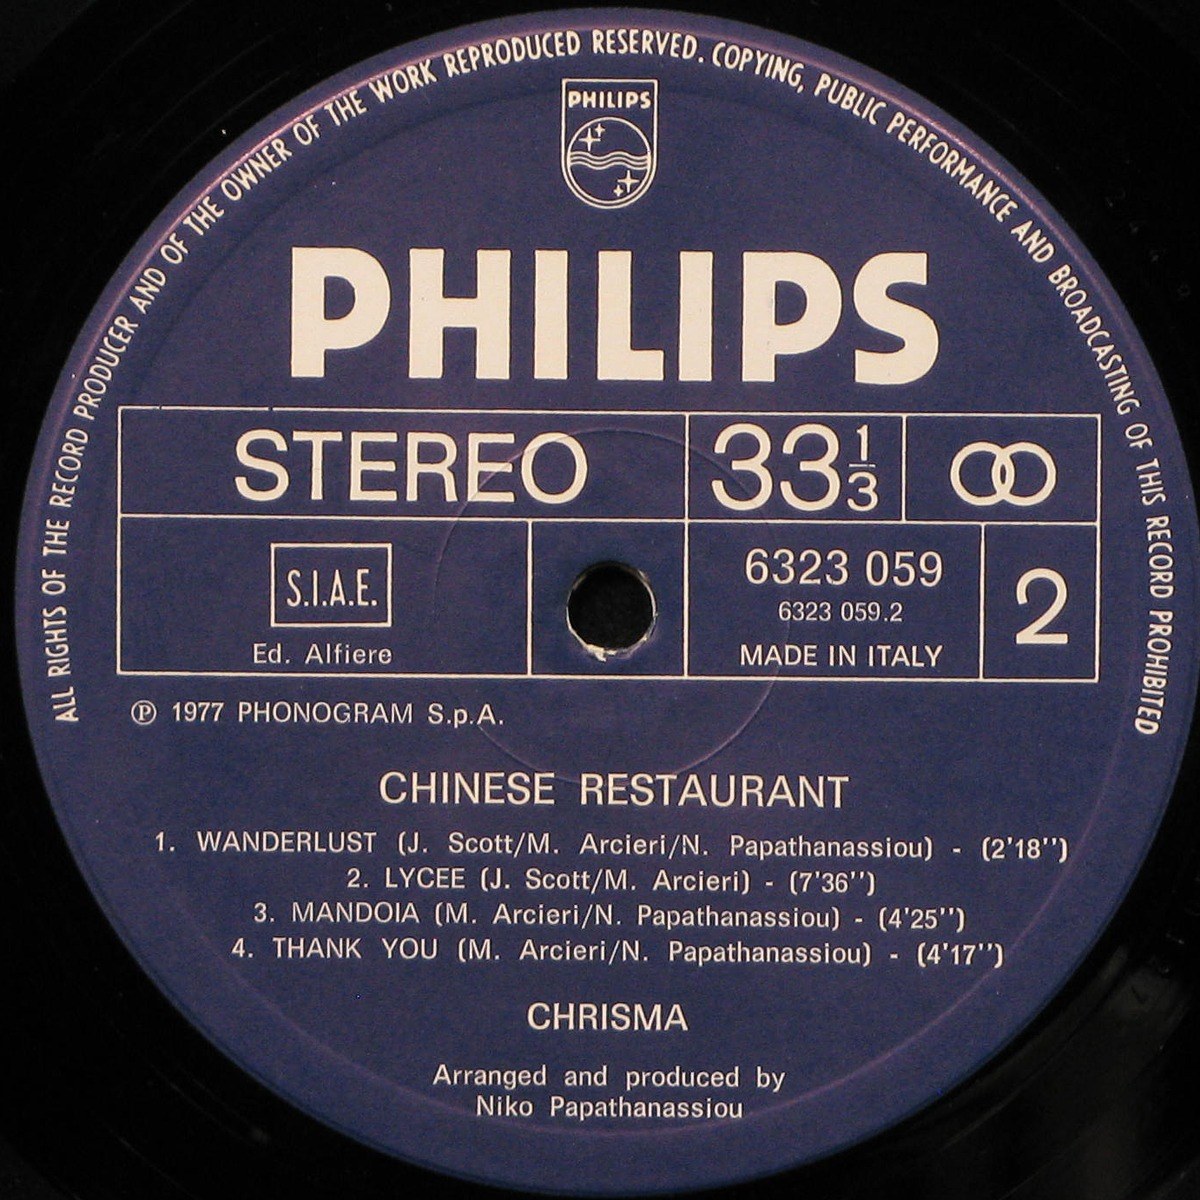 ALL RIGHTS OF THE RECORD PRODUCER AND OF THE OWNER OF THE WORK REPRODUCED RESERVED. COPYING, PUBLIC PERFORMANCE AND BROADCASTING OF THIS RECORD PROHIBITED
PHILIPS
PHILIPS
STEREO 33 1/3
S.I.A.E.
Ed. Alfiere
6323 059
6323 059.2
MADE IN ITALY
2
Ⓟ 1977 PHONOGRAM S.p.A.
CHINESE RESTAURANT
1. WANDERLUST (J. Scott/M. Arcieri/N. Papathanassiou) - (2'18'')
2. LYCEE (J. Scott/M. Arcieri) - (7'36'')
3. MANDOIA (M. Arcieri/N. Papathanassiou) - (4'25'')
4. THANK YOU (M. Arcieri/N. Papathanassiou) - (4'17'')
CHRISMA
Arranged and produced by
Niko Papathanassiou